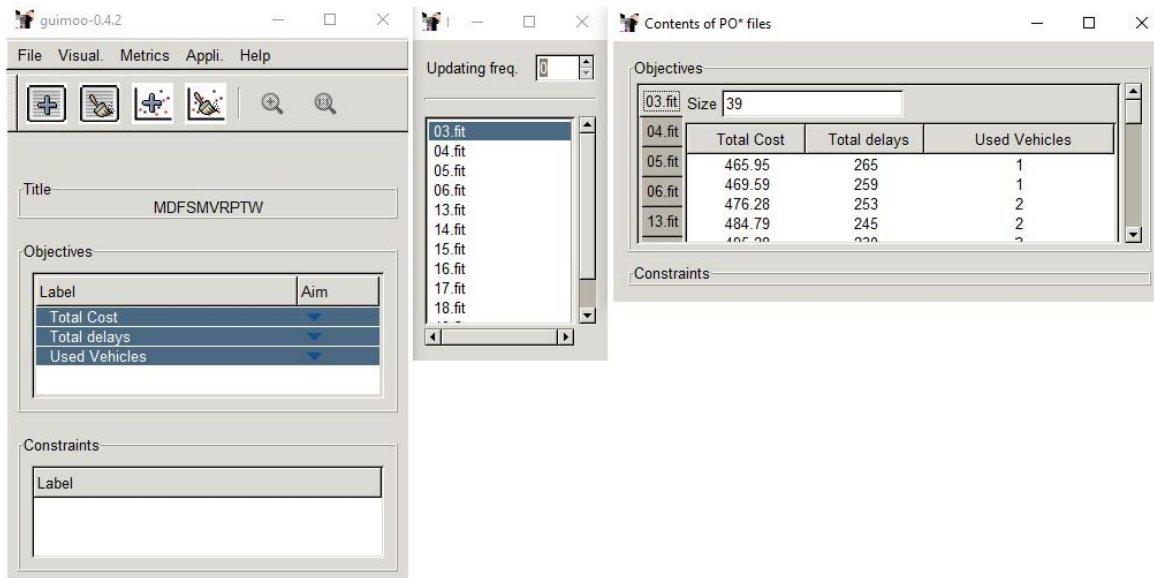 guimoo-0.4.2
File Visual. Metrics Appli. Help
Title
MDFSMVRPTW
Objectives
Label Aim
Total Cost
Total delays
Used Vehicles
Constraints
Label
Updating freq. 0
03.fit
04.fit
05.fit
06.fit
13.fit
14.fit
15.fit
16.fit
17.fit
18.fit
Contents of PO* files
Objectives
03.fit Size 39
04.fit Total Cost Total delays Used Vehicles
05.fit 465.95 265 1
06.fit 469.59 259 1
476.28 253 2
13.fit 484.79 245 2
Constraints